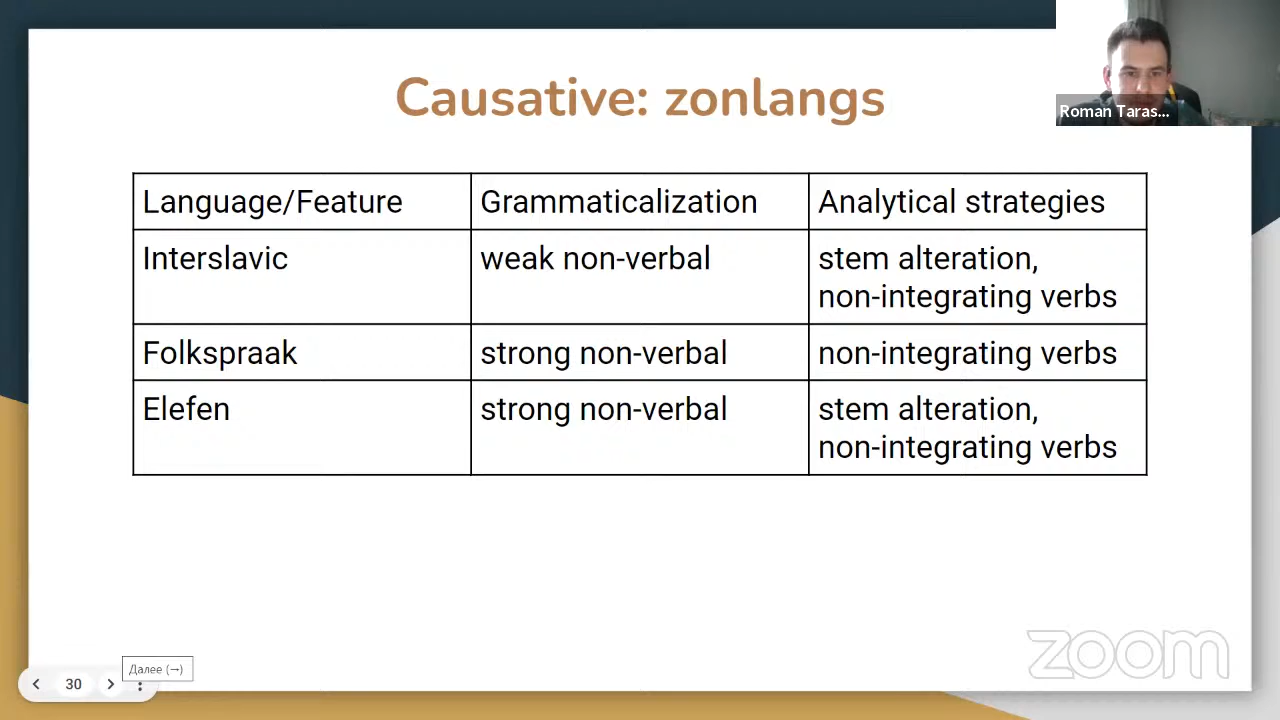 Causative: zonlangs
Roman Taras...
Language/Feature
Grammaticalization
Analytical strategies
Interslavic
weak non-verbal
stem alteration,
non-integrating verbs
Folkspraak
strong non-verbal
non-integrating verbs
Elefen
strong non-verbal
stem alteration,
non-integrating verbs
Далее (→)
30
zoom